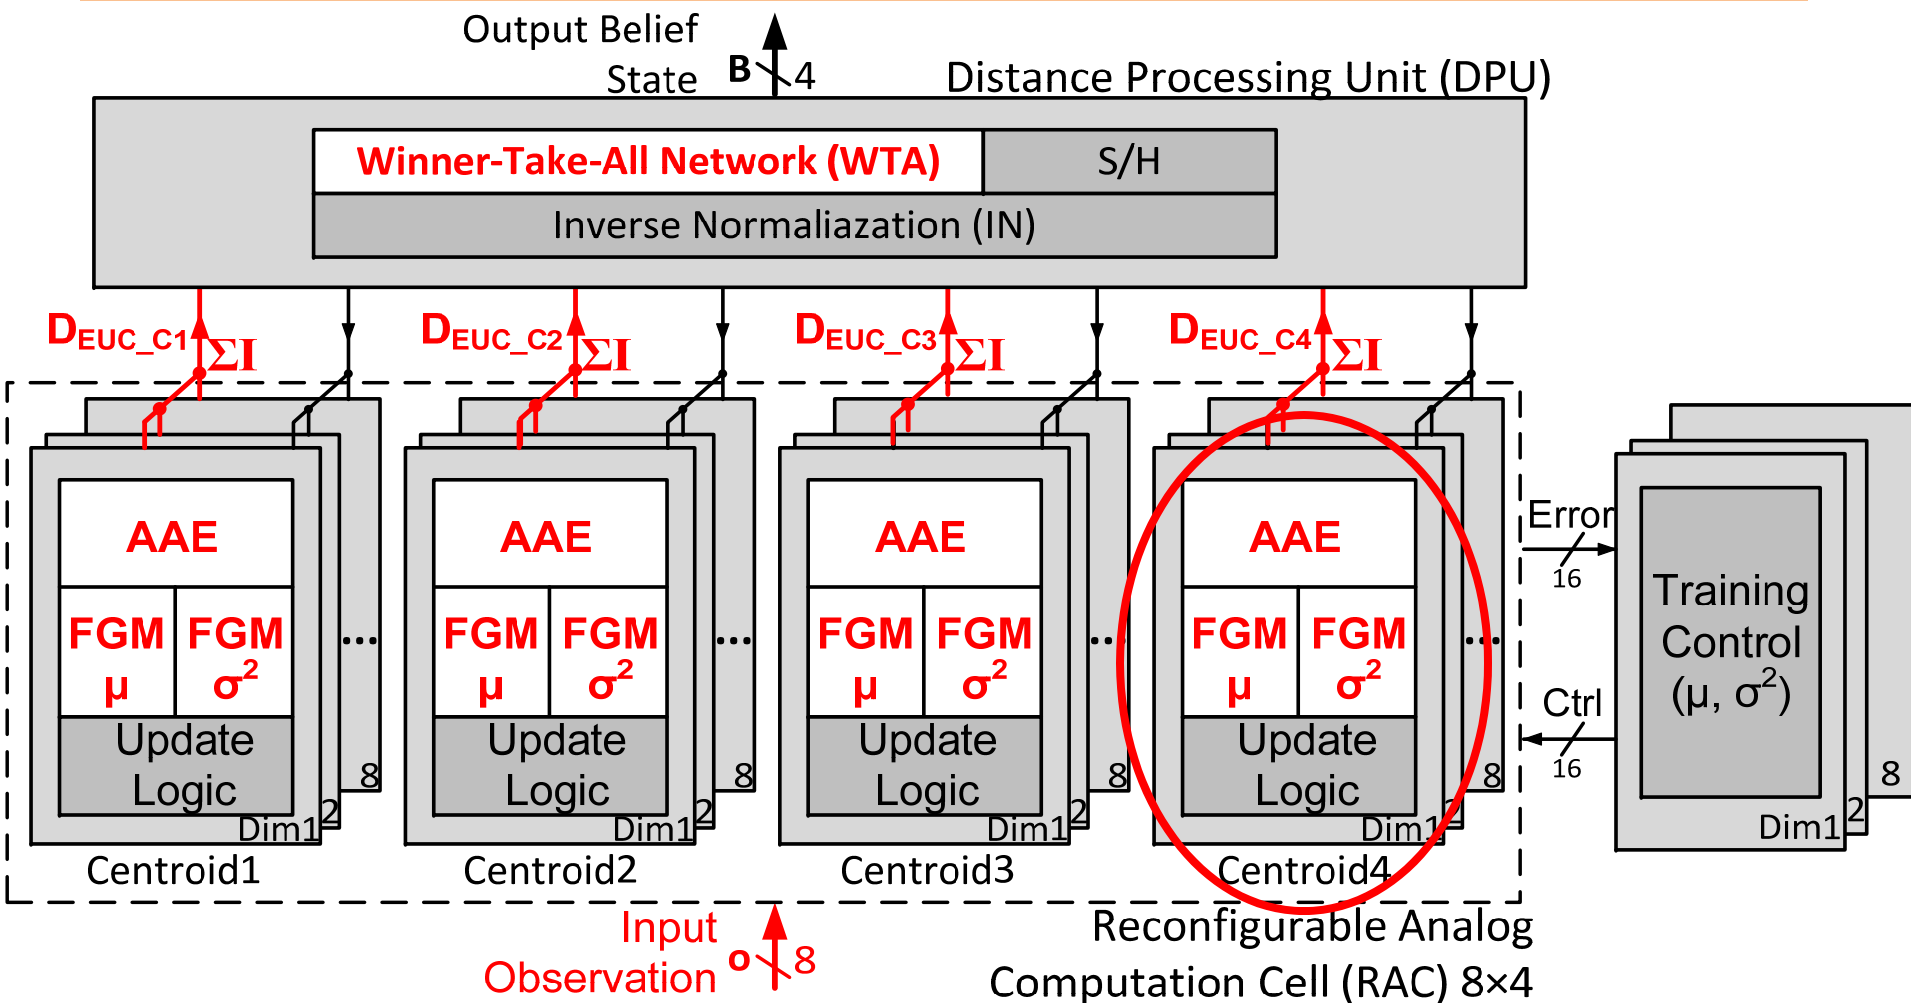 Output Belief
State
B 4
Distance Processing Unit (DPU)
Winner-Take-All Network (WTA)
S/H
Inverse Normaliazation (IN)
D_EUC_C1 ΣI
D_EUC_C2 ΣI
D_EUC_C3 ΣI
D_EUC_C4 ΣI
AAE
FGM μ
FGM σ²
Update
Logic
Dim1
2
8
...
Centroid1
AAE
FGM μ
FGM σ²
Update
Logic
Dim1
2
8
...
Centroid2
AAE
FGM μ
FGM σ²
Update
Logic
Dim1
2
8
...
Centroid3
AAE
FGM μ
FGM σ²
Update
Logic
Dim1
2
8
...
Centroid4
Error
16
Ctrl
16
Training
Control
(μ, σ²)
Dim1
2
8
Input
Observation
o 8
Reconfigurable Analog
Computation Cell (RAC) 8×4